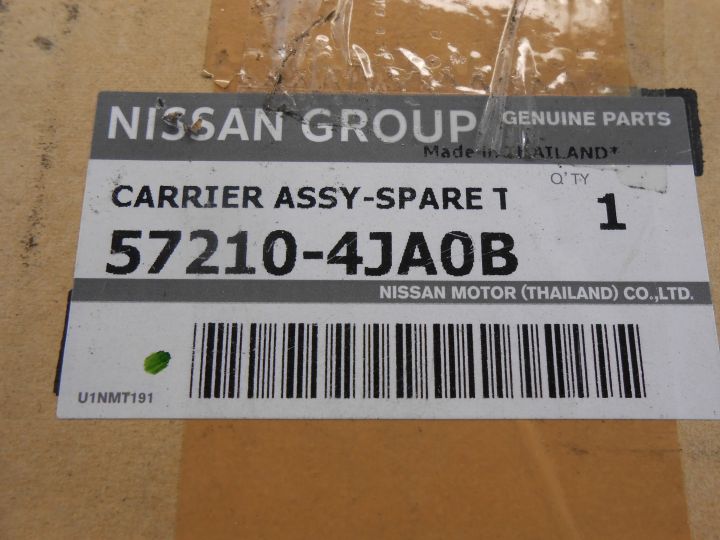 NISSAN GROUP GENUINE PARTS
Made in THAILAND*
CARRIER ASSY-SPARE T
Q'TY 1
57210-4JA0B
NISSAN MOTOR (THAILAND) CO.,LTD.
U1NMT191